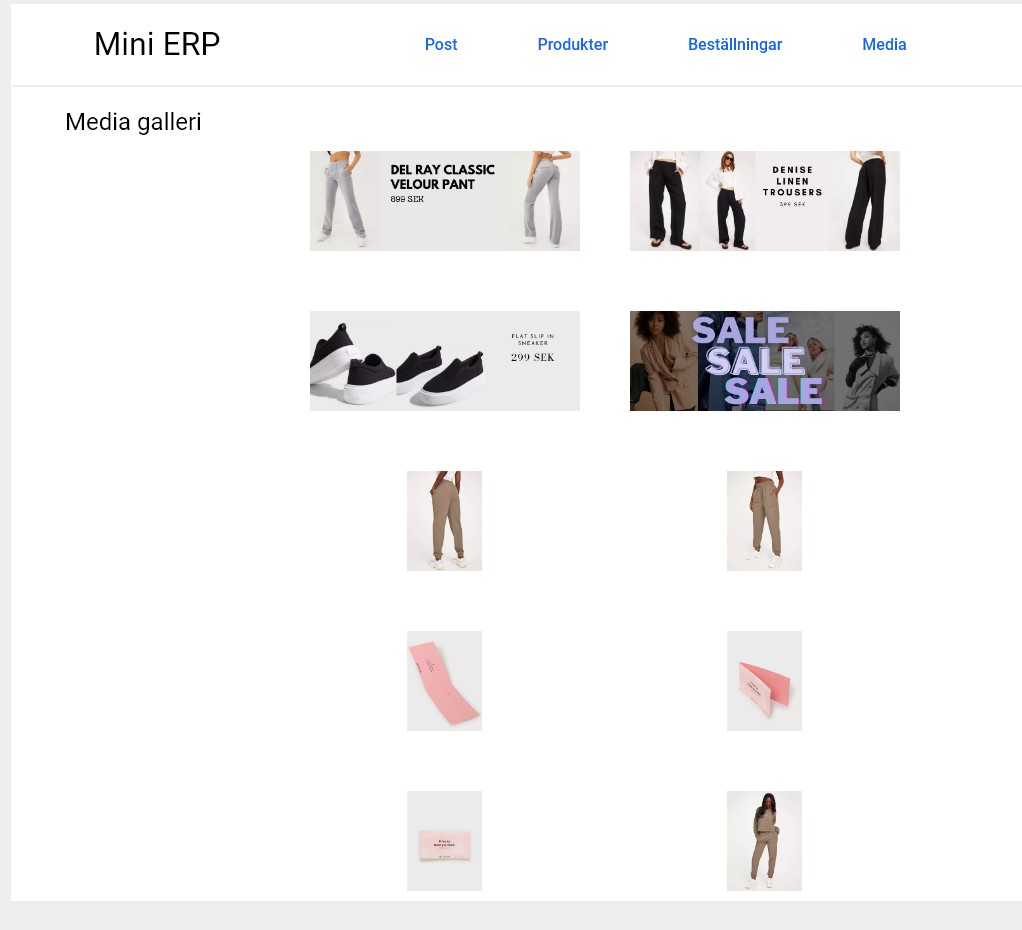 Mini ERP
Post
Produkter
Beställningar
Media
Media galleri
DEL RAY CLASSIC
VELOUR PANT
899 SEK
DENISE
LINEN
TROUSERS
399 SEK
FLAT SLIP IN
SNEAKER
299 SEK
SALE
SALE
SALE